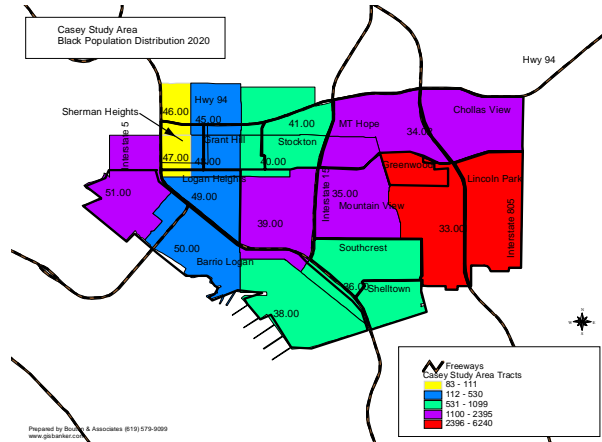 Casey Study Area
Black Population Distribution 2020
Hwy 94
Hwy 94
46.00
45.00
Sherman Heights
41.00
Chollas View
MT Hope
34.00
Grant Hill
Stockton
Interstate 5
47.00
48.00
40.00
Greenwood
Logan Heights
Lincoln Park
51.00
49.00
35.00
Interstate 15
Mountain View
39.00
33.00
Interstate 805
50.00
Southcrest
Barrio Logan
36.00
Shelltown
38.00
N
W
E
S
Freeways
Casey Study Area Tracts
83 - 111
112 - 530
531 - 1099
1100 - 2395
2396 - 6240
Prepared by Bouton & Associates (619) 579-9099
www.gisbanker.com